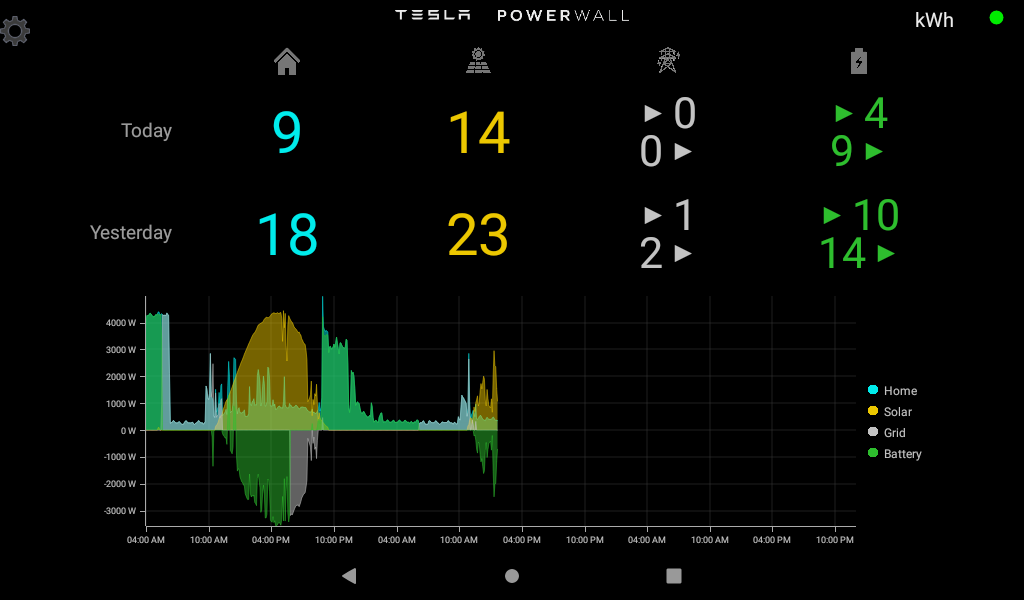 TESLA POWERWALL
kWh
Today 9 14 ▶ 0 ▶ 4
0 ▶ 9 ▶
Yesterday 18 23 ▶ 1 ▶ 10
2 ▶ 14 ▶
4000 W
3000 W
2000 W
1000 W
0 W
-1000 W
-2000 W
-3000 W
Home
Solar
Grid
Battery
04:00 AM 10:00 AM 04:00 PM 10:00 PM 04:00 AM 10:00 AM 04:00 PM 10:00 PM 04:00 AM 10:00 AM 04:00 PM 10:00 PM